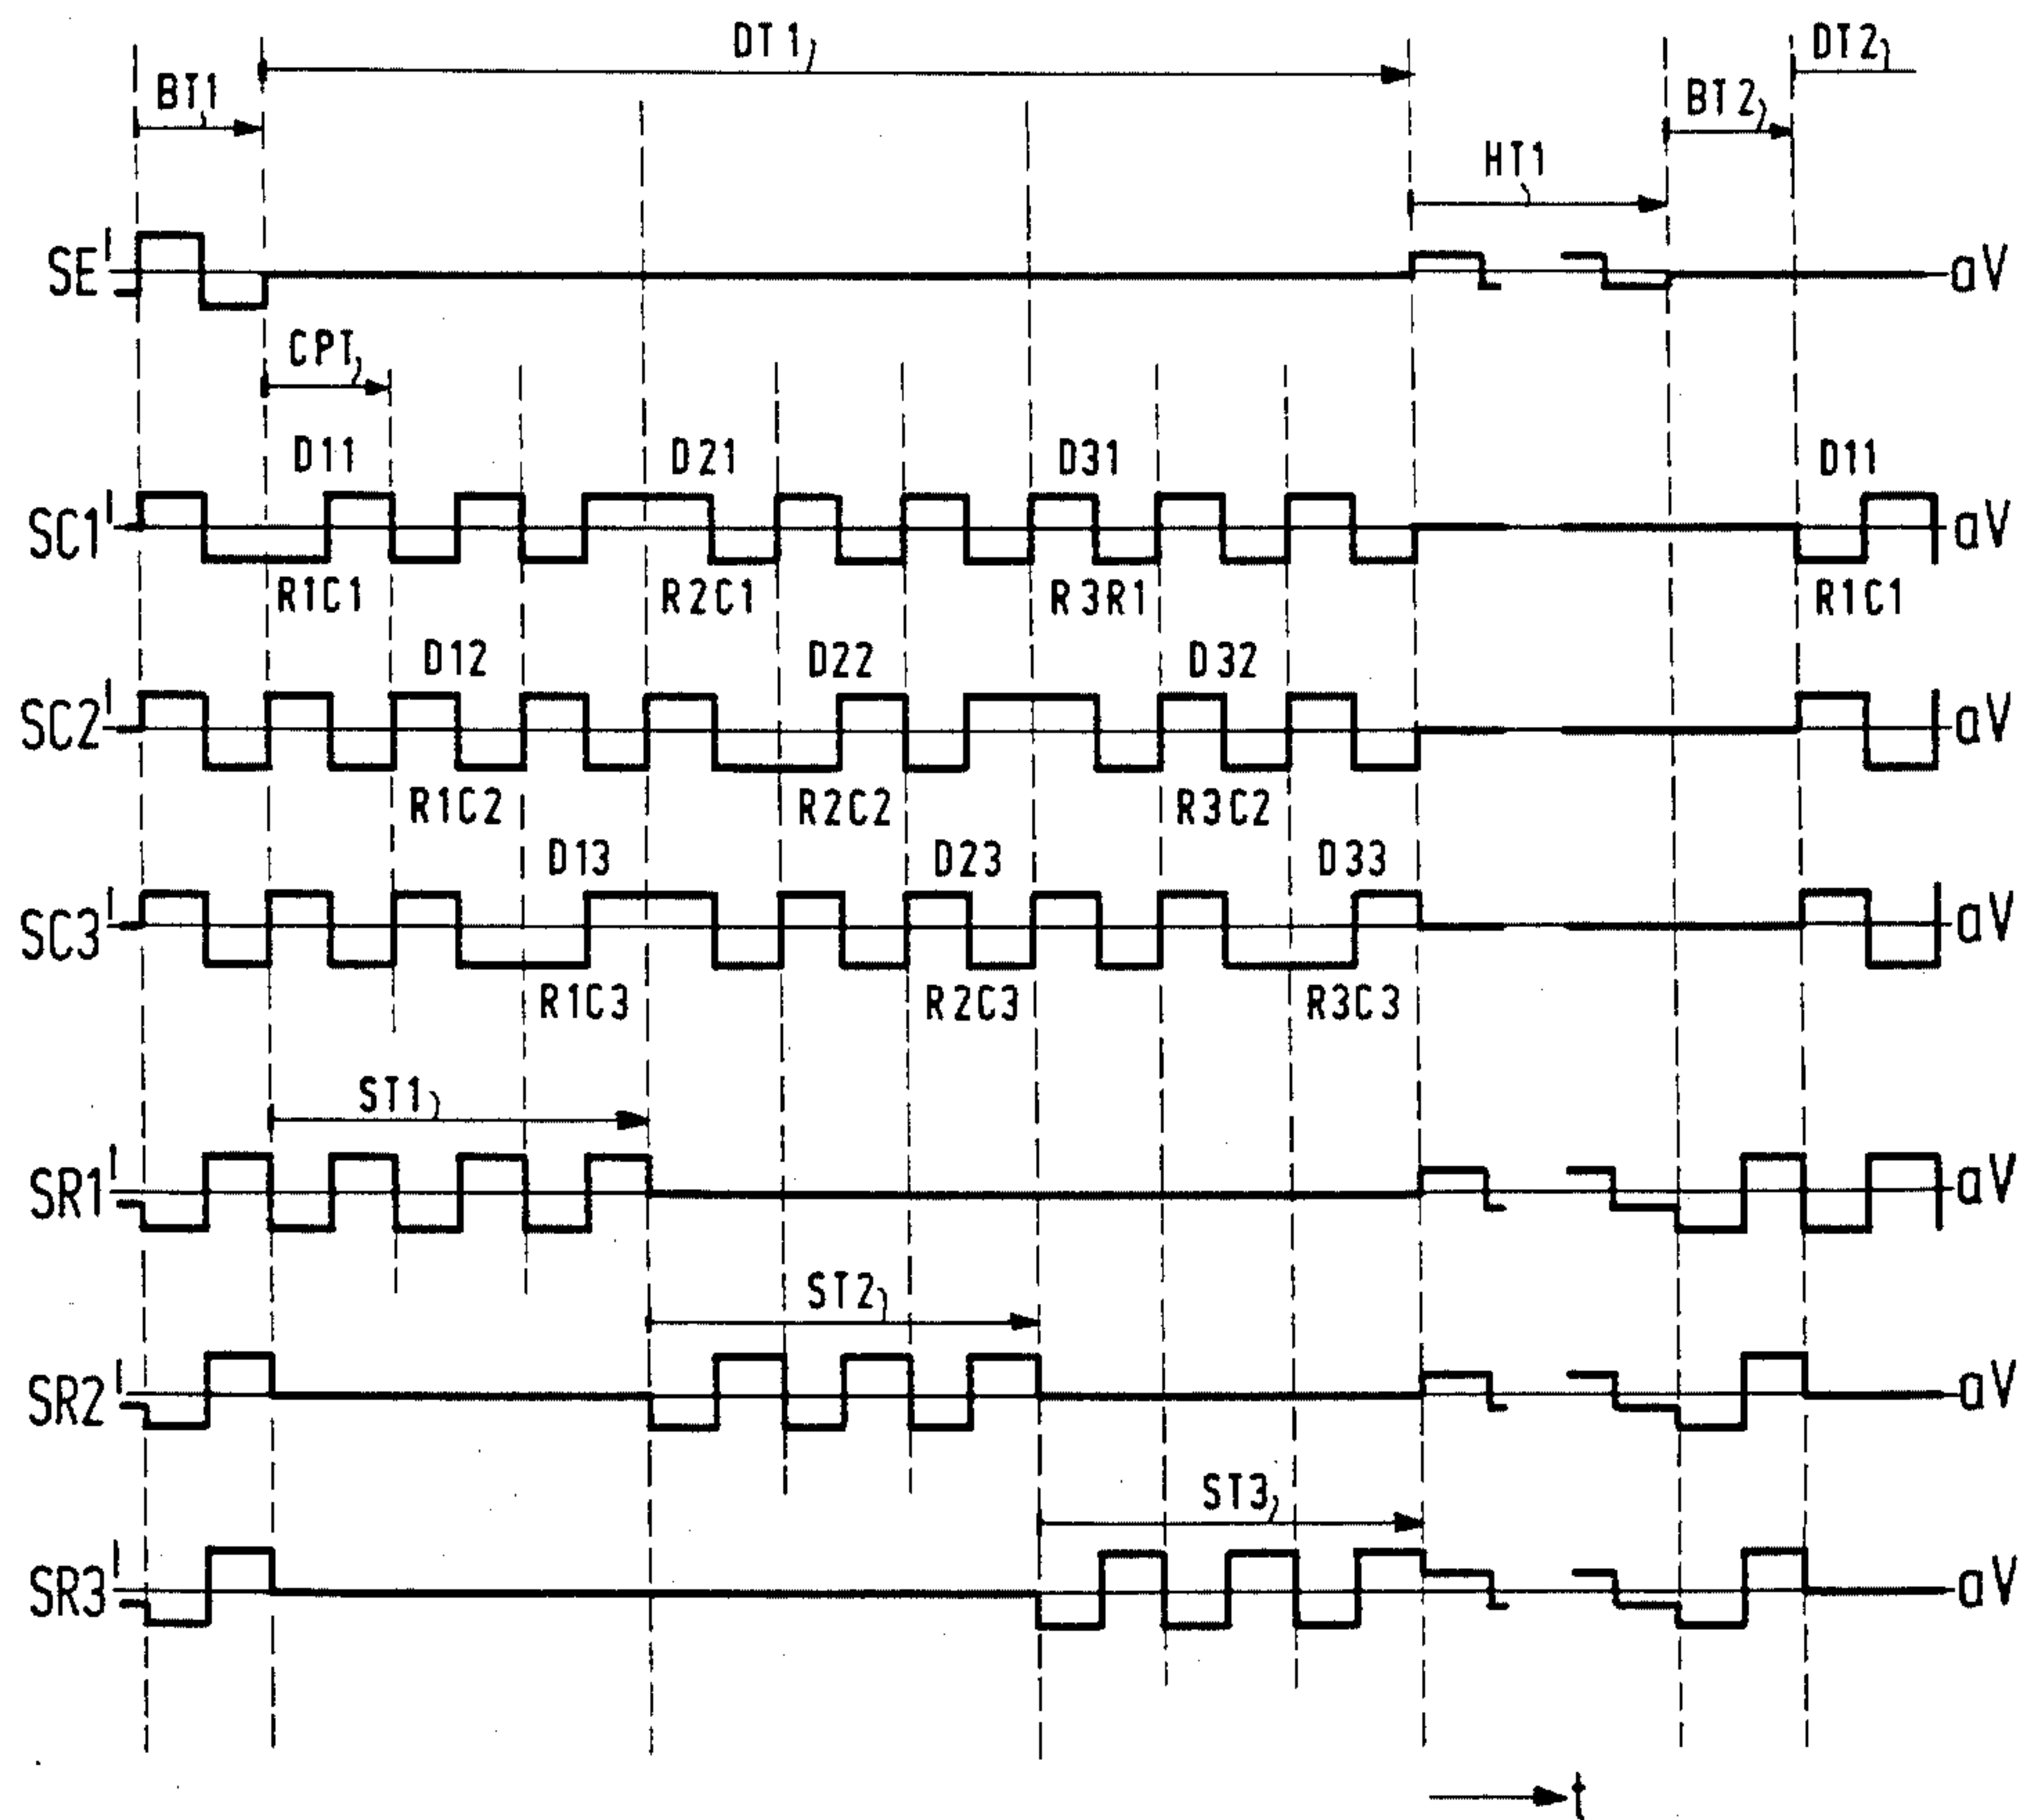 DT1
DT2
BT1
BT2
HT1
SE aV
CPT
D11 D21 D31 D11
SC1 aV
R1C1 R2C1 R3R1 R1C1
D12 D22 D32
SC2 aV
R1C2 R2C2 R3C2
D13 D23 D33
SC3 aV
R1C3 R2C3 R3C3
ST1
SR1 aV
ST2
SR2 aV
ST3
SR3 aV
t